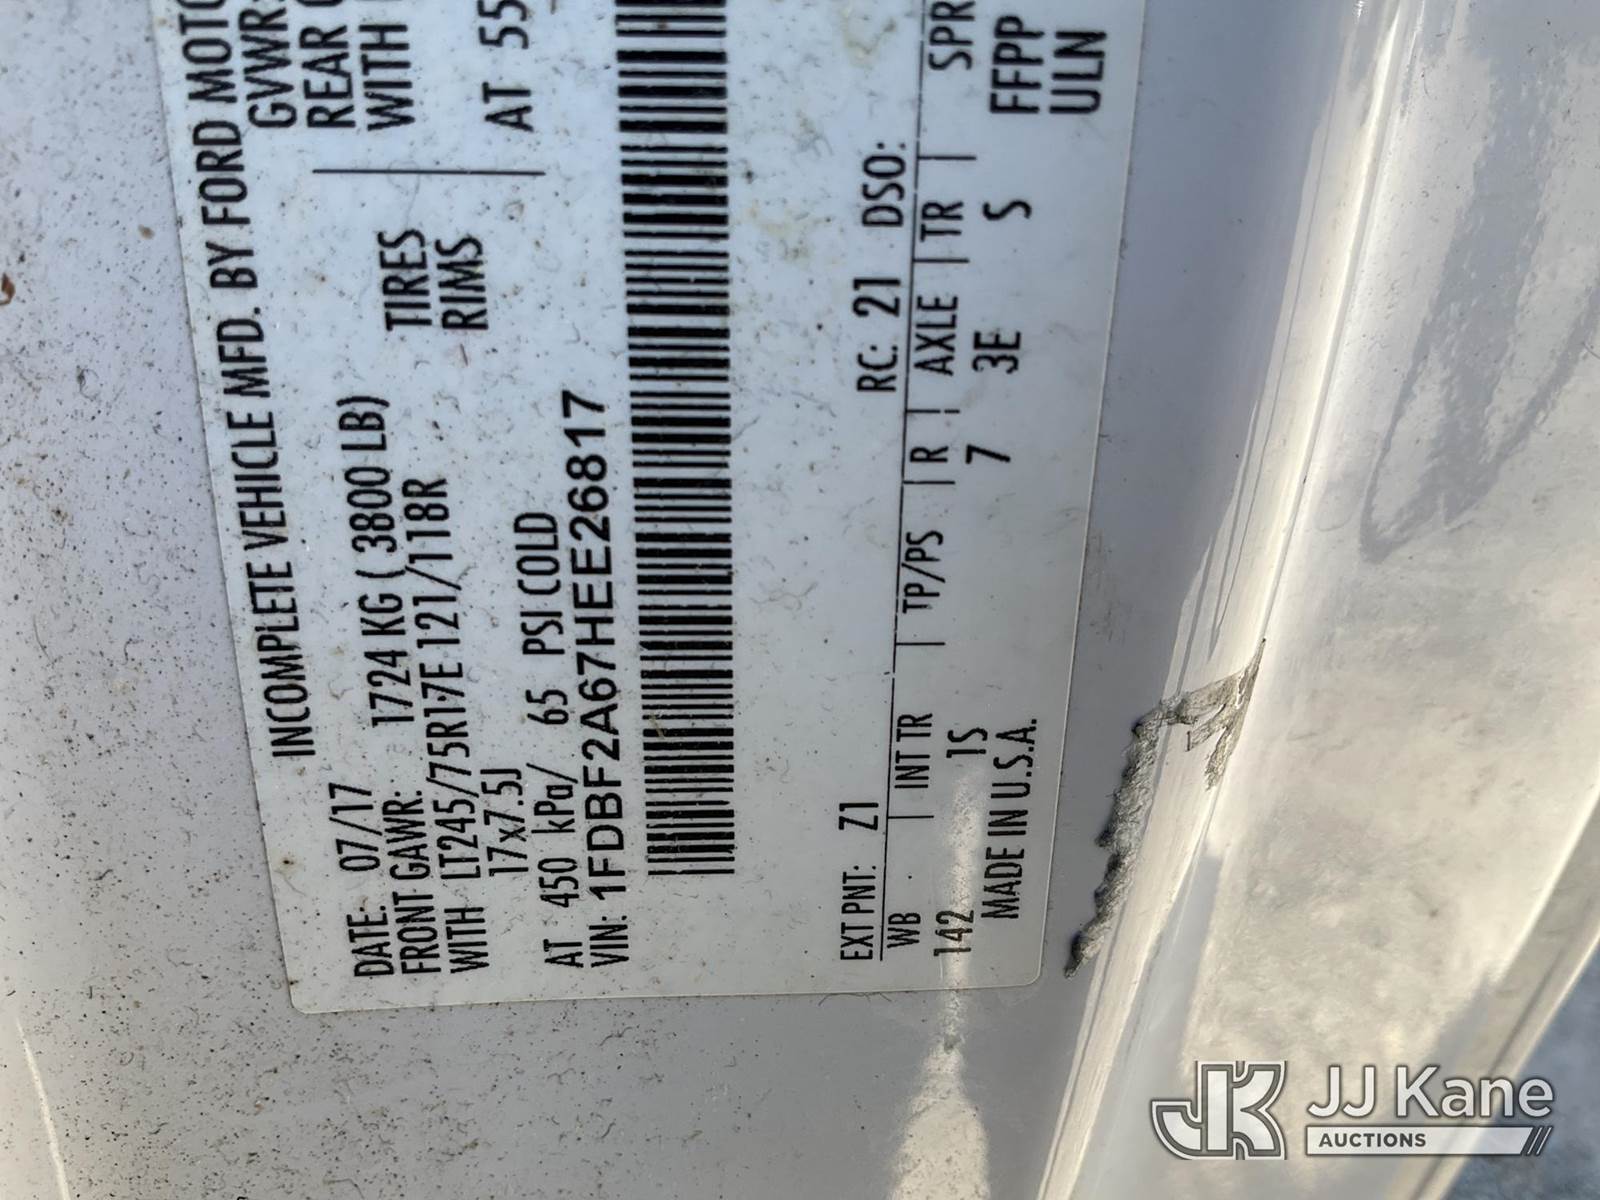 INCOMPLETE VEHICLE MFD. BY FORD
DATE: 07/17 GVWR:
FRONT GAWR: 1724 KG ( 3800 LB) REAR
WITH LT245/75R17E 121/118R TIRES WITH
17x7.5J RIMS
AT 450 kPa/ 65 PSI COLD AT 55
VIN: 1FDBF2A67HEE26817
EXT PNT: Z1 RC: 21 DSO:
WB | INT TR | TP/PS | R | AXLE | TR | SPR
142 1S 7 3E S FFPP
MADE IN U.S.A. ULN
JK JJ Kane
AUCTIONS